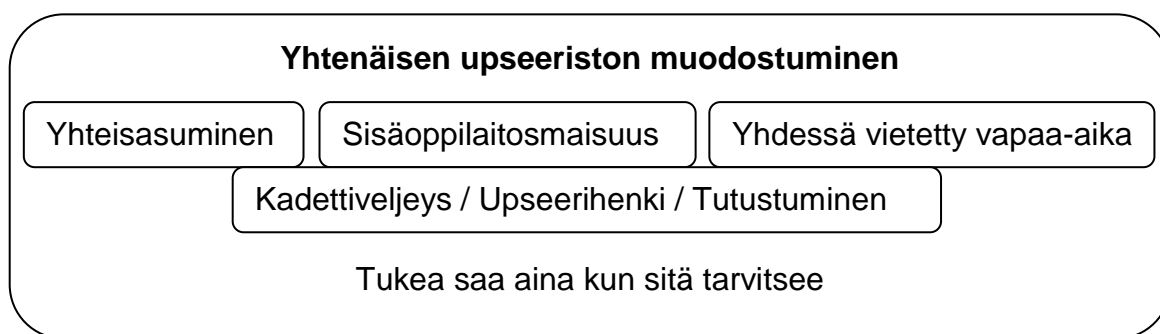 Yhtenäisen upseeriston muodostuminen
Yhteisasuminen Sisäoppilaitosmaisuus Yhdessä vietetty vapaa-aika
Kadettiveljeys / Upseerihenki / Tutustuminen
Tukea saa aina kun sitä tarvitsee